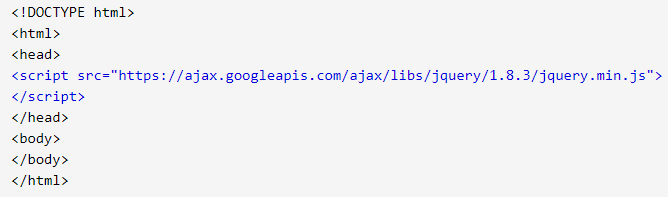 <!DOCTYPE html>
<html>
<head>
<script src="https://ajax.googleapis.com/ajax/libs/jquery/1.8.3/jquery.min.js">
</script>
</head>
<body>
</body>
</html>